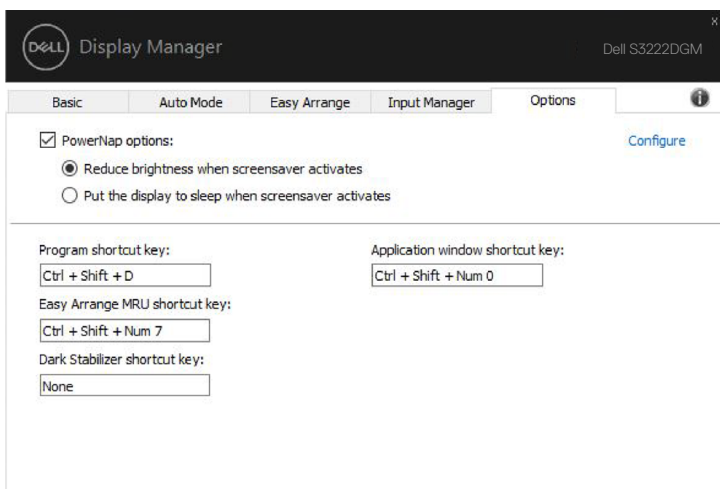 x
DELL Display Manager
Dell S3222DGM
Basic Auto Mode Easy Arrange Input Manager Options i
PowerNap options: Configure
Reduce brightness when screensaver activates
Put the display to sleep when screensaver activates
Program shortcut key: Application window shortcut key:
Ctrl + Shift + D Ctrl + Shift + Num 0
Easy Arrange MRU shortcut key:
Ctrl + Shift + Num 7
Dark Stabilizer shortcut key:
None